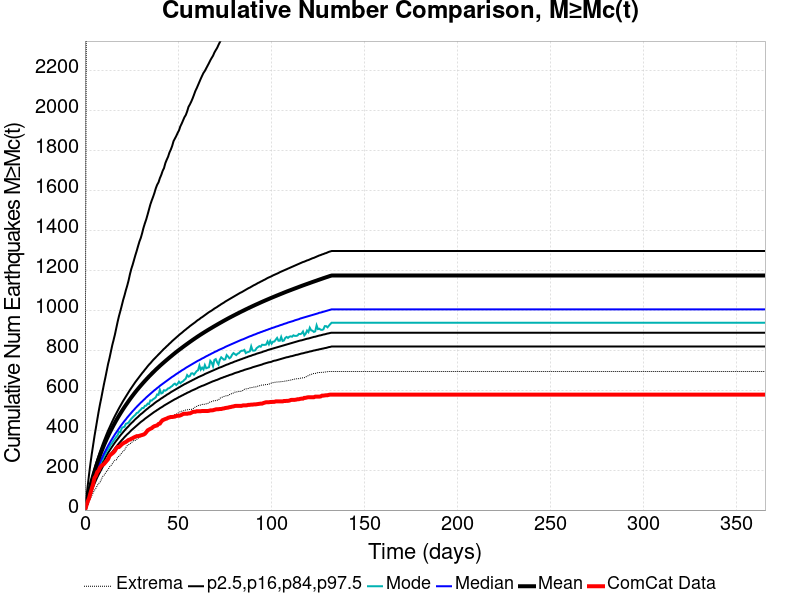 Cumulative Number Comparison, M≥Mc(t)
Cumulative Num Earthquakes M≥Mc(t)
2200
2000
1800
1600
1400
1200
1000
800
600
400
200
0
0 50 100 150 200 250 300 350
Time (days)
Extrema p2.5,p16,p84,p97.5 Mode Median Mean ComCat Data